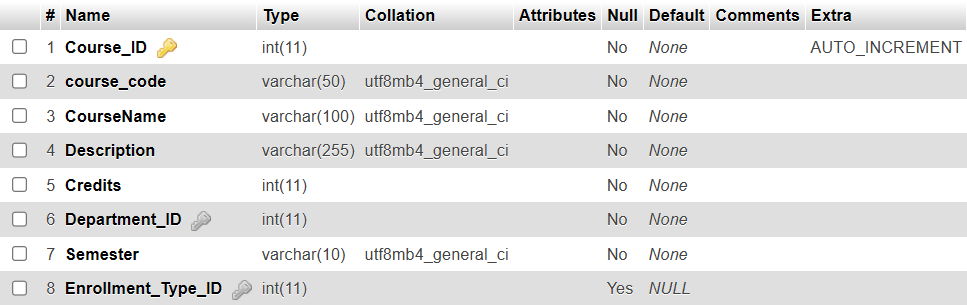 # Name Type Collation Attributes Null Default Comments Extra
1 Course_ID int(11) No None AUTO_INCREMENT
2 course_code varchar(50) utf8mb4_general_ci No None
3 CourseName varchar(100) utf8mb4_general_ci No None
4 Description varchar(255) utf8mb4_general_ci No None
5 Credits int(11) No None
6 Department_ID int(11) No None
7 Semester varchar(10) utf8mb4_general_ci No None
8 Enrollment_Type_ID int(11) Yes NULL